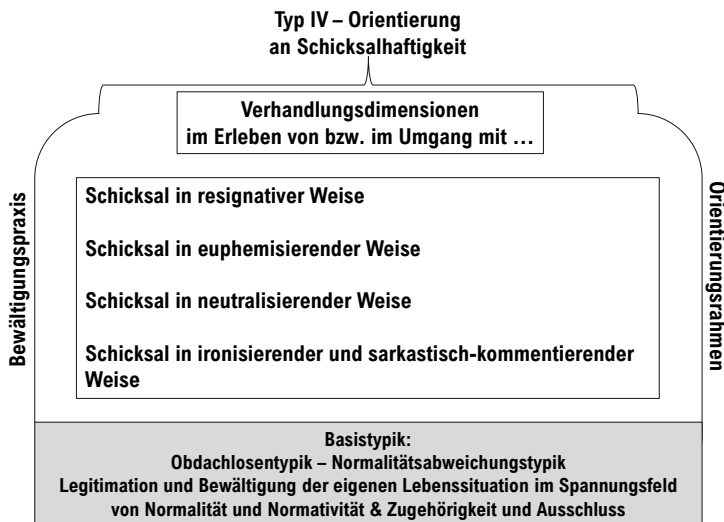 Typ IV – Orientierung
an Schicksalhaftigkeit
Verhandlungsdimensionen
im Erleben von bzw. im Umgang mit …
Bewältigungspraxis
Schicksal in resignativer Weise
Schicksal in euphemisierender Weise
Schicksal in neutralisierender Weise
Schicksal in ironisierender und sarkastisch-kommentierender
Weise
Orientierungsrahmen
Basistypik:
Obdachlosentypik – Normalitätsabweichungstypik
Legitimation und Bewältigung der eigenen Lebenssituation im Spannungsfeld
von Normalität und Normativität & Zugehörigkeit und Ausschluss